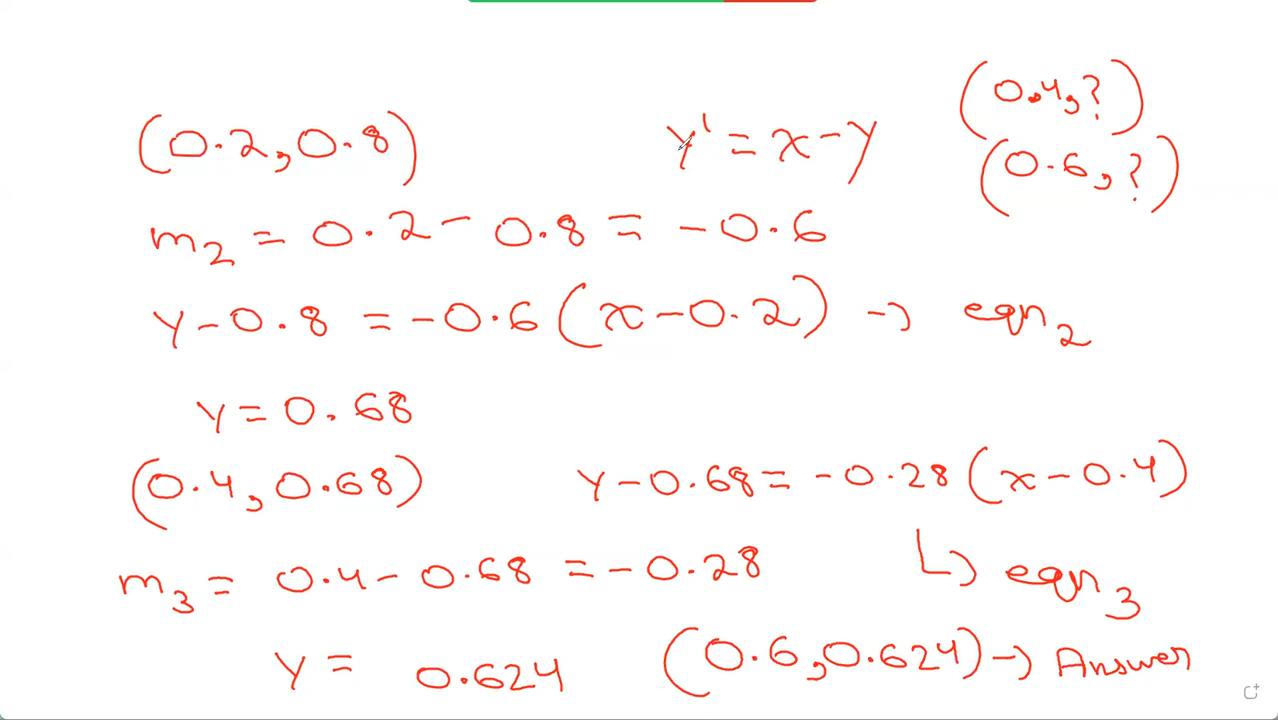 (0.4, ?)
(0.2, 0.8)
y' = x - y
(0.6, ?)
m₂ = 0.2 - 0.8 = -0.6
y - 0.8 = -0.6 (x - 0.2) → eqn₂
y = 0.68
(0.4, 0.68)
y - 0.68 = -0.28 (x - 0.4)
m₃ = 0.4 - 0.68 = -0.28
↳ eqn₃
y = 0.624
(0.6, 0.624) → Answer